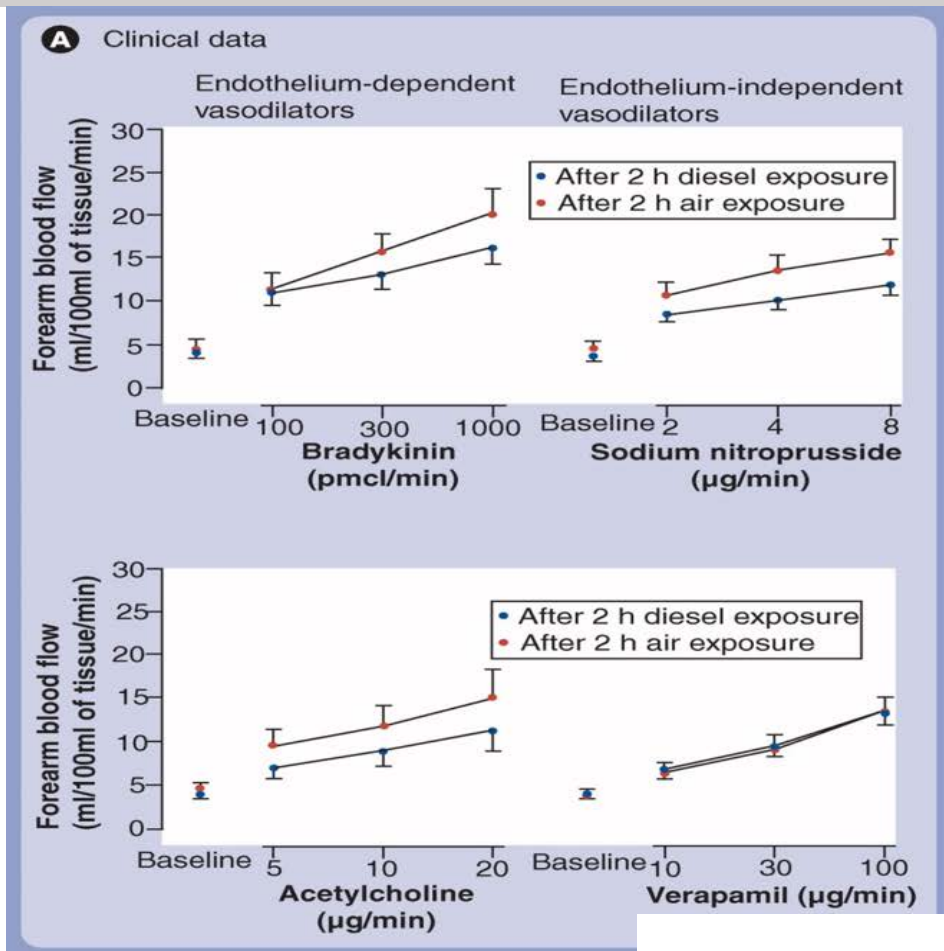 A Clinical data
Endothelium-dependent
vasodilators
Endothelium-independent
vasodilators
Forearm blood flow
(ml/100ml of tissue/min)
30
25
20
15
10
5
0
After 2 h diesel exposure
After 2 h air exposure
Baseline 100 300 1000
Bradykinin
(pmcl/min)
Baseline 2 4 8
Sodium nitroprusside
(µg/min)
Forearm blood flow
(ml/100ml of tissue/min)
30
25
20
15
10
5
0
After 2 h diesel exposure
After 2 h air exposure
Baseline 5 10 20
Acetylcholine
(µg/min)
Baseline 10 30 100
Verapamil (µg/min)